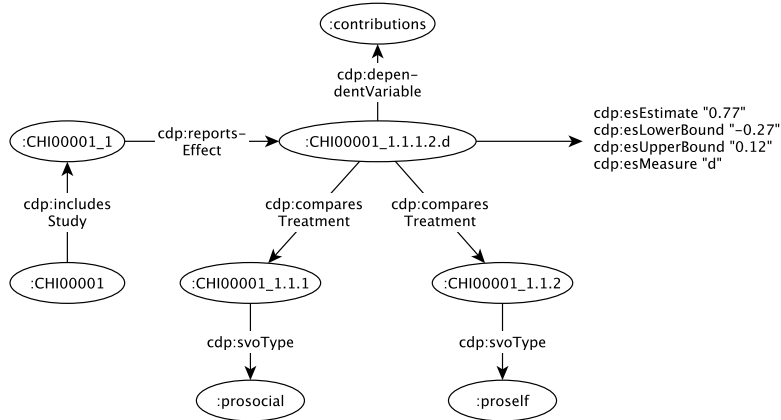 :contributions
cdp:depen-
dentVariable
cdp:esEstimate "0.77"
cdp:esLowerBound "-0.27"
cdp:esUpperBound "0.12"
cdp:esMeasure "d"
:CHI00001_1
cdp:reports-
Effect
:CHI00001_1.1.1.2.d
cdp:includes
Study
cdp:compares
Treatment
cdp:compares
Treatment
:CHI00001
:CHI00001_1.1.1
:CHI00001_1.1.2
cdp:svoType
cdp:svoType
:prosocial
:proself